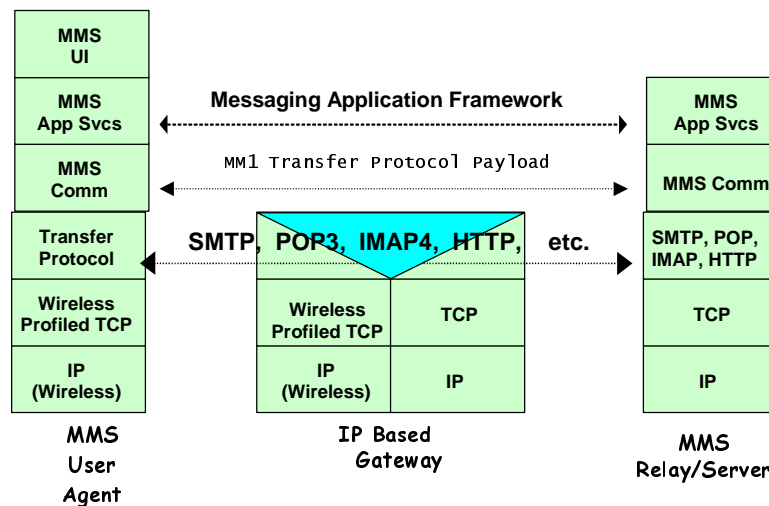 MMS
UI
MMS
App Svcs
MMS
Comm
Transfer
Protocol
Wireless
Profiled TCP
IP
(Wireless)
MMS
User
Agent
Messaging Application Framework
MM1 Transfer Protocol Payload
SMTP, POP3, IMAP4, HTTP, etc.
Wireless
Profiled TCP
TCP
IP
(Wireless)
IP
IP Based
Gateway
MMS
App Svcs
MMS Comm
SMTP, POP,
IMAP, HTTP
TCP
IP
MMS
Relay/Server